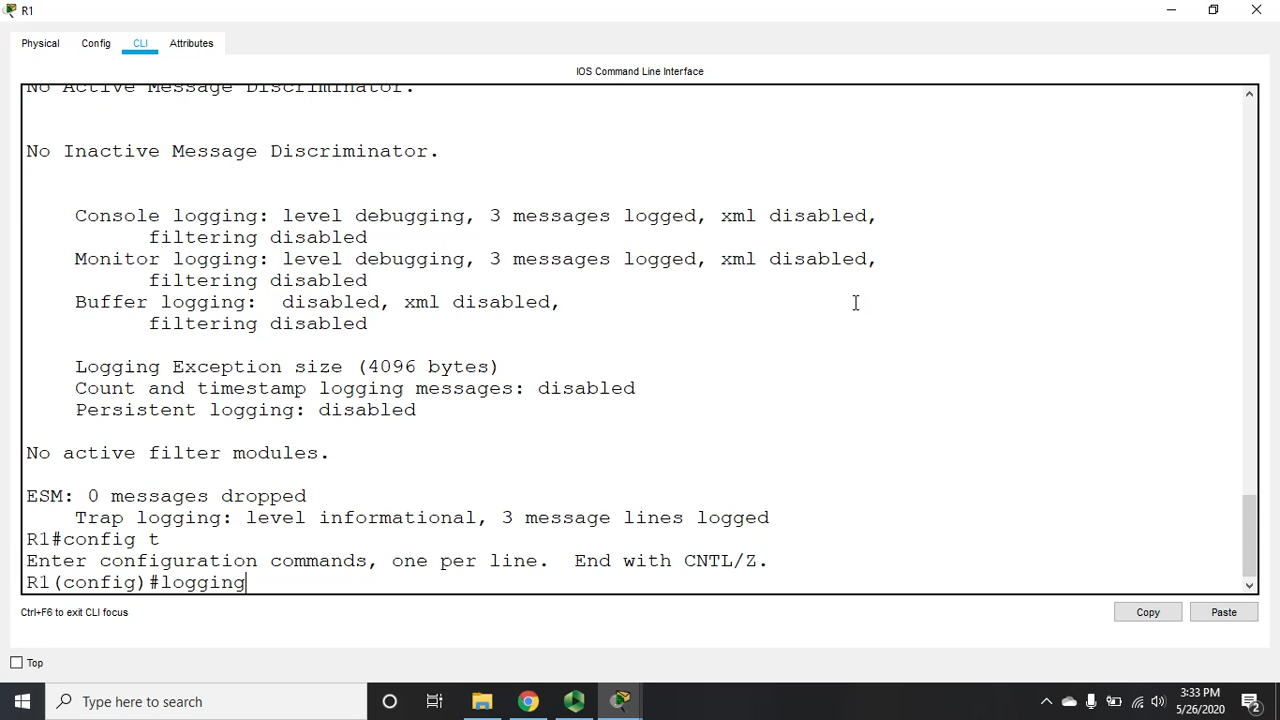 R1
Physical Config CLI Attributes
IOS Command Line Interface
No Active Message Discriminator.
No Inactive Message Discriminator.
Console logging: level debugging, 3 messages logged, xml disabled,
filtering disabled
Monitor logging: level debugging, 3 messages logged, xml disabled,
filtering disabled
Buffer logging:  disabled, xml disabled,
filtering disabled
Logging Exception size (4096 bytes)
Count and timestamp logging messages: disabled
Persistent logging: disabled
No active filter modules.
ESM: 0 messages dropped
Trap logging: level informational, 3 message lines logged
R1#config t
Enter configuration commands, one per line.  End with CNTL/Z.
R1(config)#logging
Ctrl+F6 to exit CLI focus
Copy Paste
Top
Type here to search
3:33 PM
5/26/2020
2